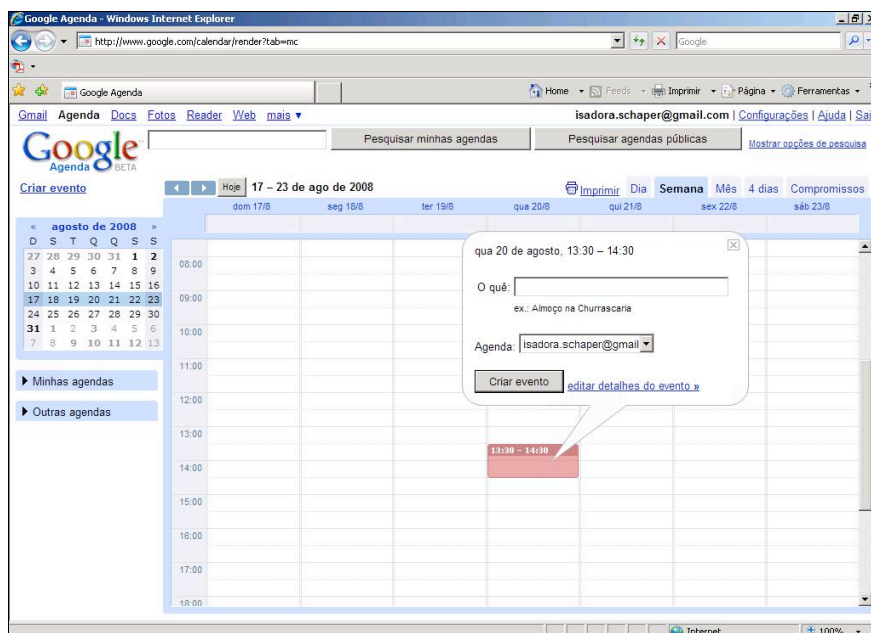 Google Agenda - Windows Internet Explorer
http://www.google.com/calendar/render?tab=mc
Google
Google Agenda
Home Feeds Imprimir Página Ferramentas
Gmail Agenda Docs Fotos Reader Web mais ▼
isadora.schaper@gmail.com | Configurações | Ajuda | Sai
Google
Agenda BETA
Pesquisar minhas agendas
Pesquisar agendas públicas
Mostrar opções de pesquisa
Criar evento
Hoje 17 – 23 de ago de 2008
Imprimir Dia Semana Mês 4 dias Compromissos
dom 17/8 seg 18/8 ter 19/8 qua 20/8 qui 21/8 sex 22/8 sáb 23/8
« agosto de 2008 »
D S T Q Q S S
27 28 29 30 31 1 2
3 4 5 6 7 8 9
10 11 12 13 14 15 16
17 18 19 20 21 22 23
24 25 26 27 28 29 30
31 1 2 3 4 5 6
7 8 9 10 11 12 13
Minhas agendas
Outras agendas
08:00
09:00
10:00
11:00
12:00
13:00
14:00
15:00
16:00
17:00
18:00
qua 20 de agosto, 13:30 – 14:30
O quê:
ex.: Almoço na Churrascaria
Agenda: isadora.schaper@gmail
Criar evento editar detalhes do evento »
13:30 – 14:30
Internet 100%